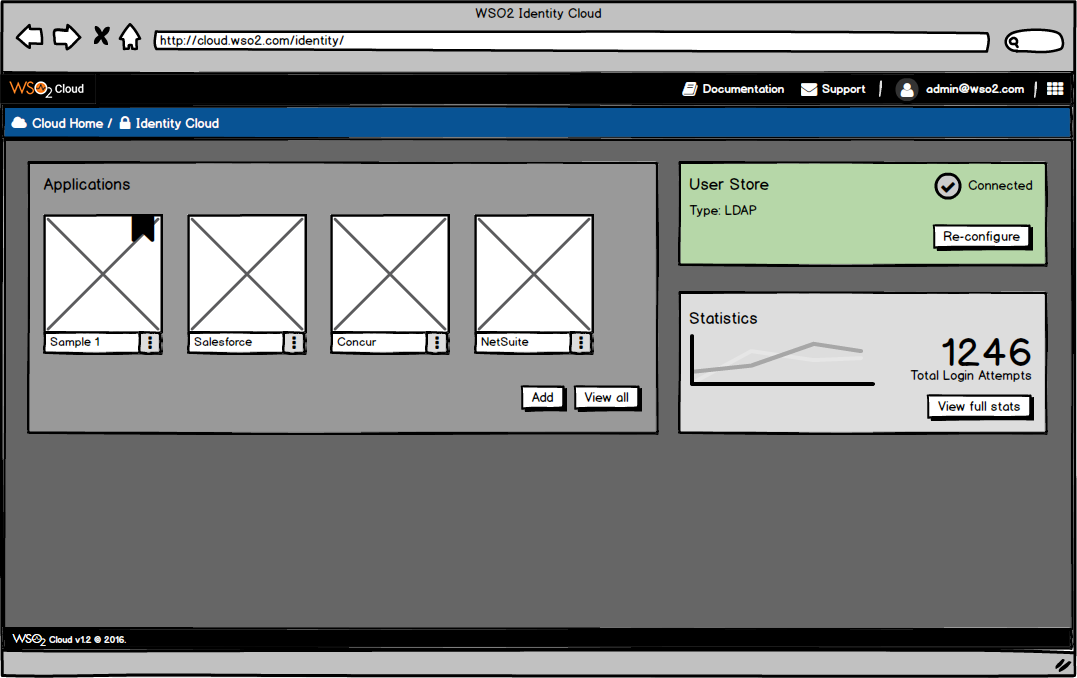 WSO2 Identity Cloud
http://cloud.wso2.com/identity/
WSO2 Cloud
Documentation
Support
admin@wso2.com
Cloud Home / Identity Cloud
Applications
Sample 1
Salesforce
Concur
NetSuite
Add
View all
User Store
Connected
Type: LDAP
Re-configure
Statistics
1246
Total Login Attempts
View full stats
WSO2 Cloud v1.2 © 2016.